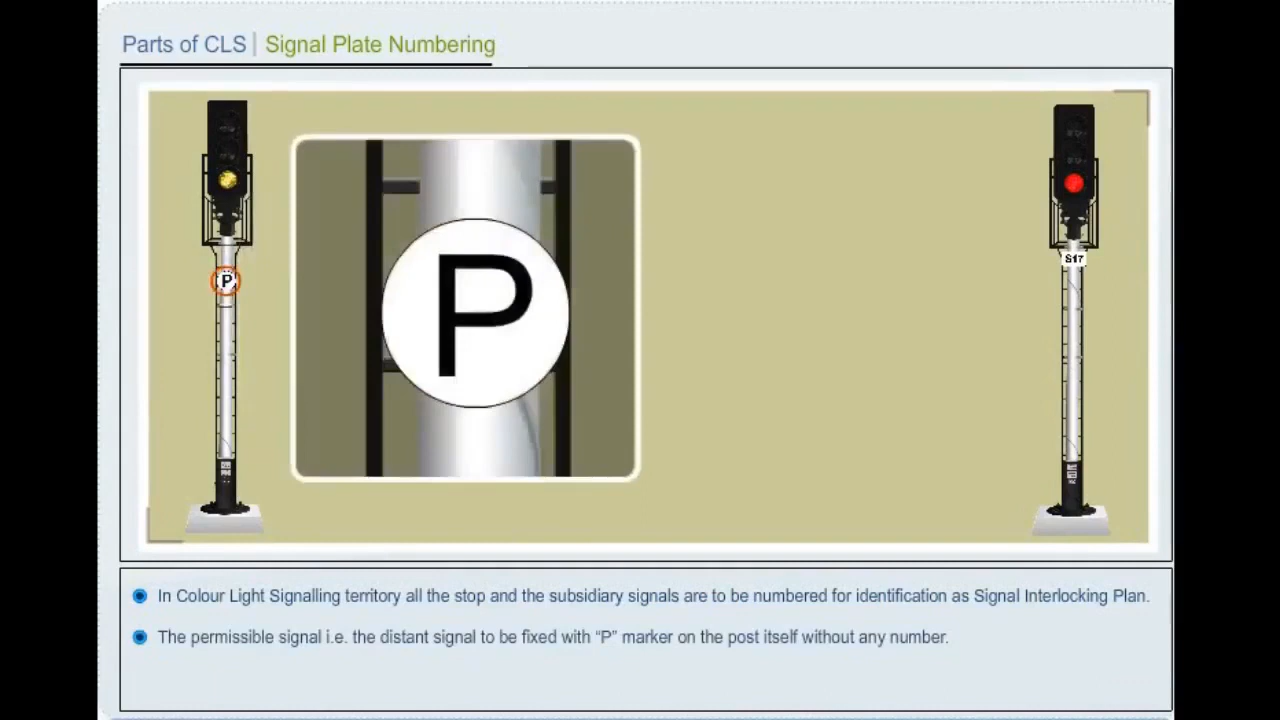 Parts of CLS | Signal Plate Numbering
P
P
S17
In Colour Light Signalling territory all the stop and the subsidiary signals are to be numbered for identification as Signal Interlocking Plan.
The permissible signal i.e. the distant signal to be fixed with “P” marker on the post itself without any number.